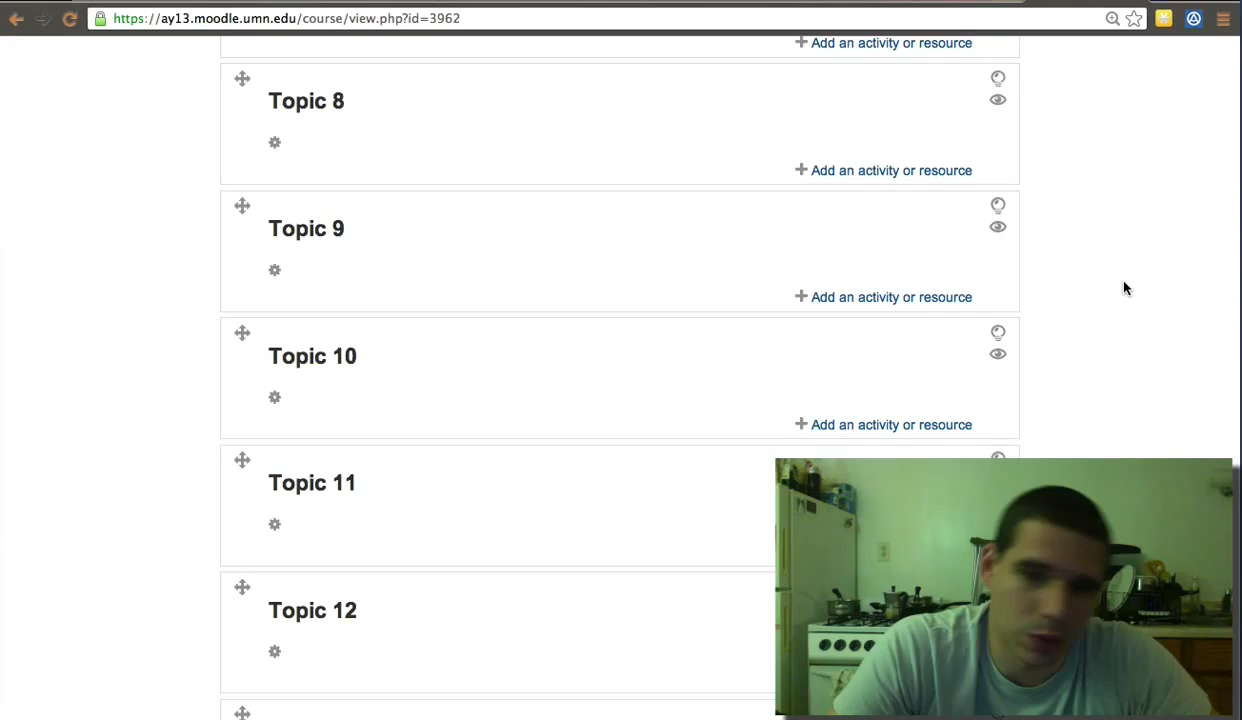 https://ay13.moodle.umn.edu/course/view.php?id=3962
Add an activity or resource
Topic 8
Add an activity or resource
Topic 9
Add an activity or resource
Topic 10
Add an activity or resource
Topic 11
Topic 12